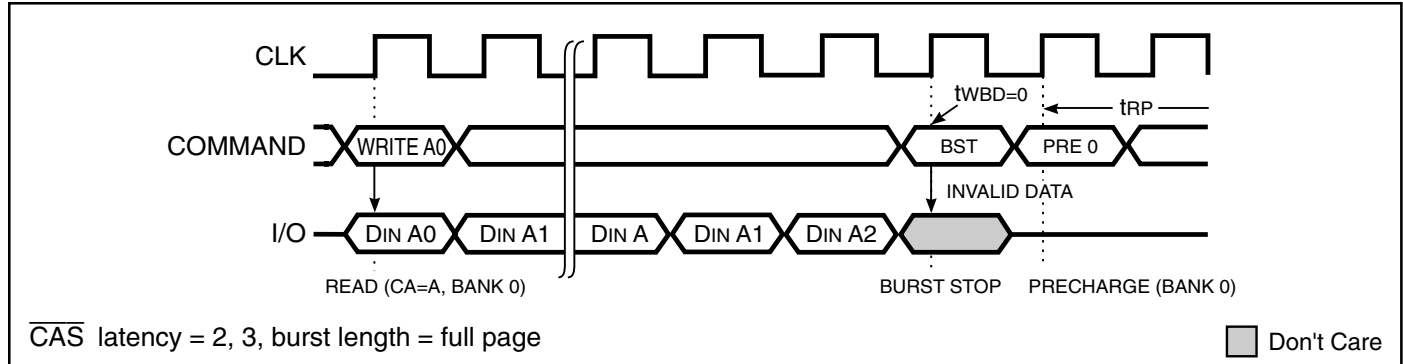 CLK
tWBD=0
tRP
COMMAND
WRITE A0
BST
PRE 0
INVALID DATA
I/O
DIN A0
DIN A1
DIN A
DIN A1
DIN A2
READ (CA=A, BANK 0)
BURST STOP
PRECHARGE (BANK 0)
CAS latency = 2, 3, burst length = full page
Don't Care